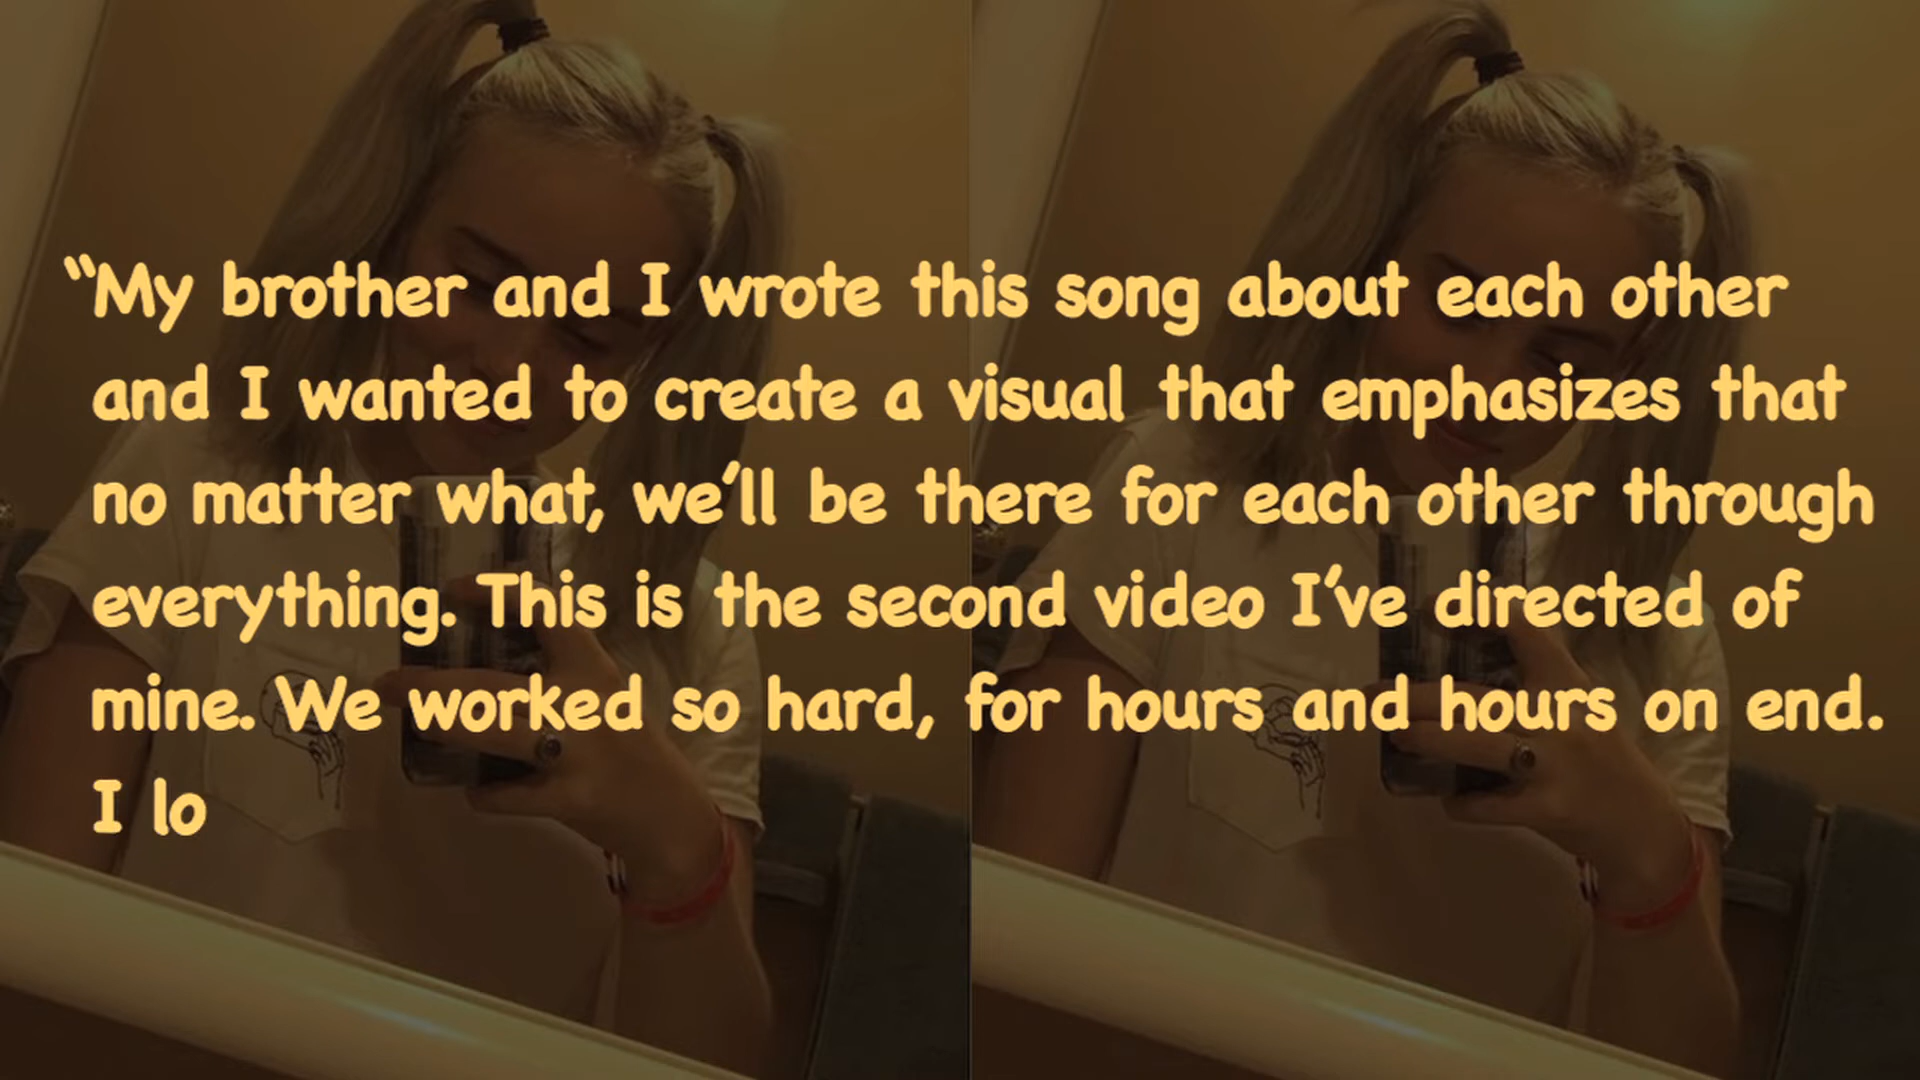 “My brother and I wrote this song about each other
and I wanted to create a visual that emphasizes that
no matter what, we’ll be there for each other through
everything. This is the second video I’ve directed of
mine. We worked so hard, for hours and hours on end.
I lo